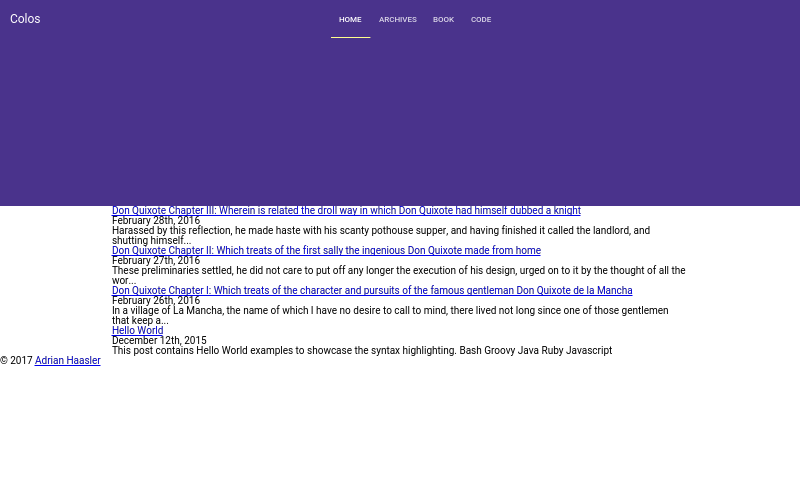 Colos
HOME ARCHIVES BOOK CODE
Don Quixote Chapter III: Wherein is related the droll way in which Don Quixote had himself dubbed a knight
February 28th, 2016
Harassed by this reflection, he made haste with his scanty pothouse supper, and having finished it called the landlord, and
shutting himself...
Don Quixote Chapter II: Which treats of the first sally the ingenious Don Quixote made from home
February 27th, 2016
These preliminaries settled, he did not care to put off any longer the execution of his design, urged on to it by the thought of all the
wor...
Don Quixote Chapter I: Which treats of the character and pursuits of the famous gentleman Don Quixote de la Mancha
February 26th, 2016
In a village of La Mancha, the name of which I have no desire to call to mind, there lived not long since one of those gentlemen
that keep a...
Hello World
December 12th, 2015
This post contains Hello World examples to showcase the syntax highlighting. Bash Groovy Java Ruby Javascript
© 2017 Adrian Haasler